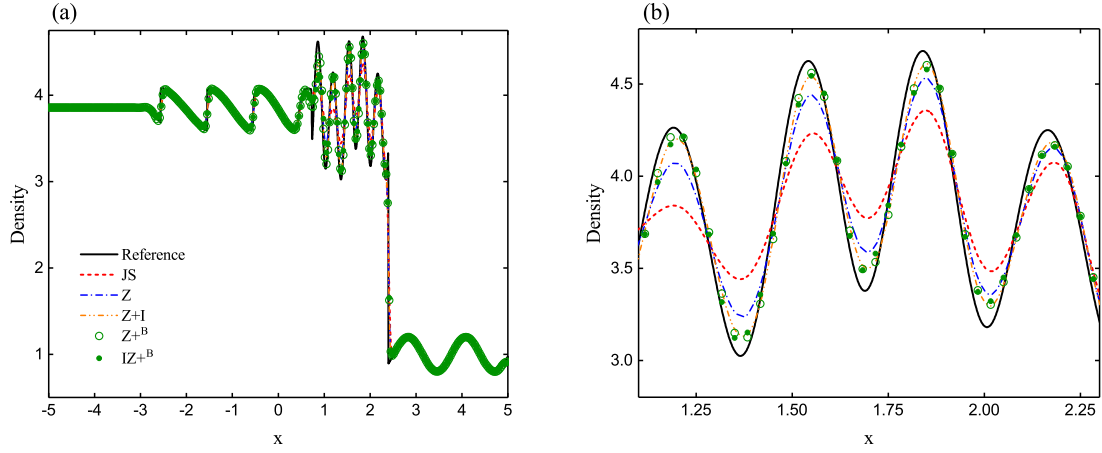 (a)
Density
4
3
2
1
Reference
JS
Z
Z+I
Z+ᴮ
IZ+ᴮ
-5 -4 -3 -2 -1 0 1 2 3 4 5
x
(b)
Density
4.5
4.0
3.5
3.0
1.25 1.50 1.75 2.00 2.25
x